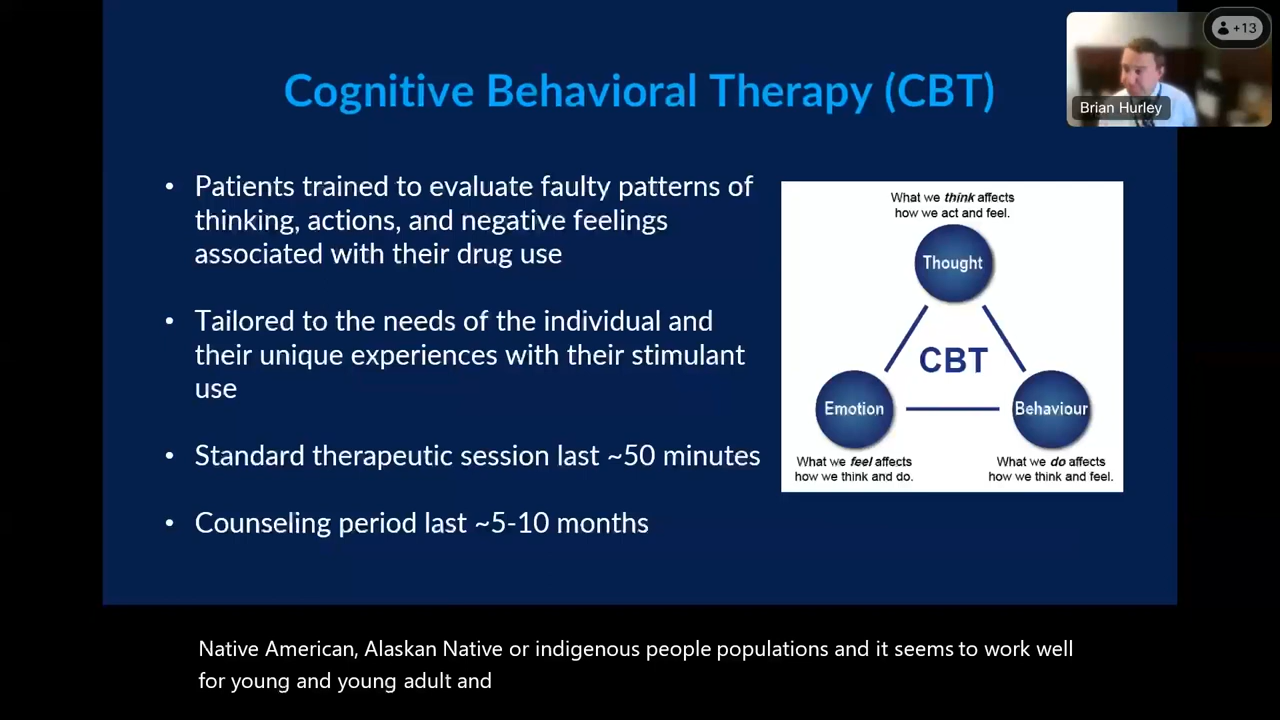 Cognitive Behavioral Therapy (CBT)
+13
Brian Hurley
• Patients trained to evaluate faulty patterns of
thinking, actions, and negative feelings
associated with their drug use
• Tailored to the needs of the individual and
their unique experiences with their stimulant
use
• Standard therapeutic session last ~50 minutes
• Counseling period last ~5-10 months
What we think affects
how we act and feel.
Thought
CBT
Emotion
Behaviour
What we feel affects
how we think and do.
What we do affects
how we think and feel.
Native American, Alaskan Native or indigenous people populations and it seems to work well
for young and young adult and